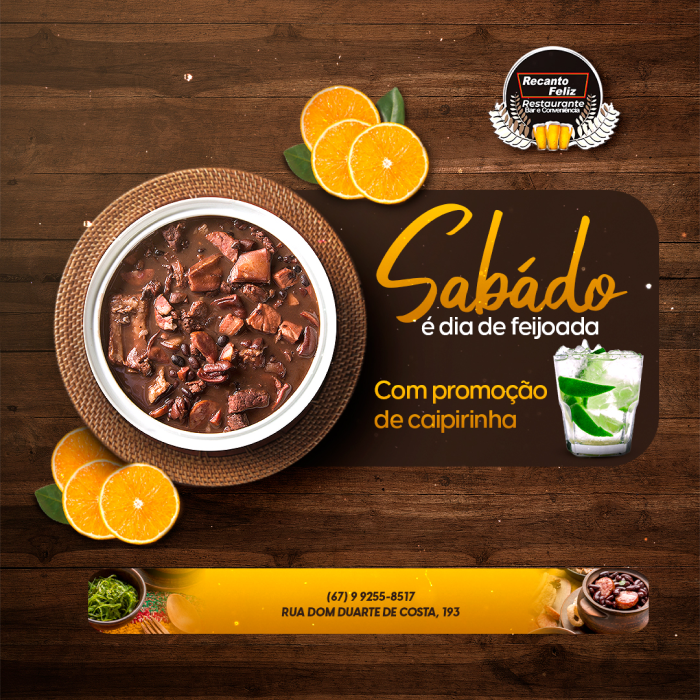 Recanto
Feliz
Restaurante
Bar e Conveniência
Sabádo
é dia de feijoada
Com promoção
de caipirinha
(67) 9 9255-8517
RUA DOM DUARTE DE COSTA, 193